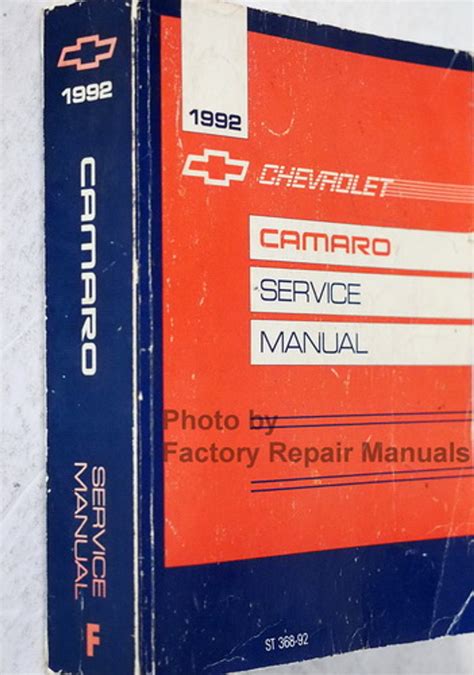 1992
CAMARO
SERVICE
MANUAL
F
1992
CHEVROLET
CAMARO
SERVICE
MANUAL
Photo by
Factory Repair Manuals
ST 368-92